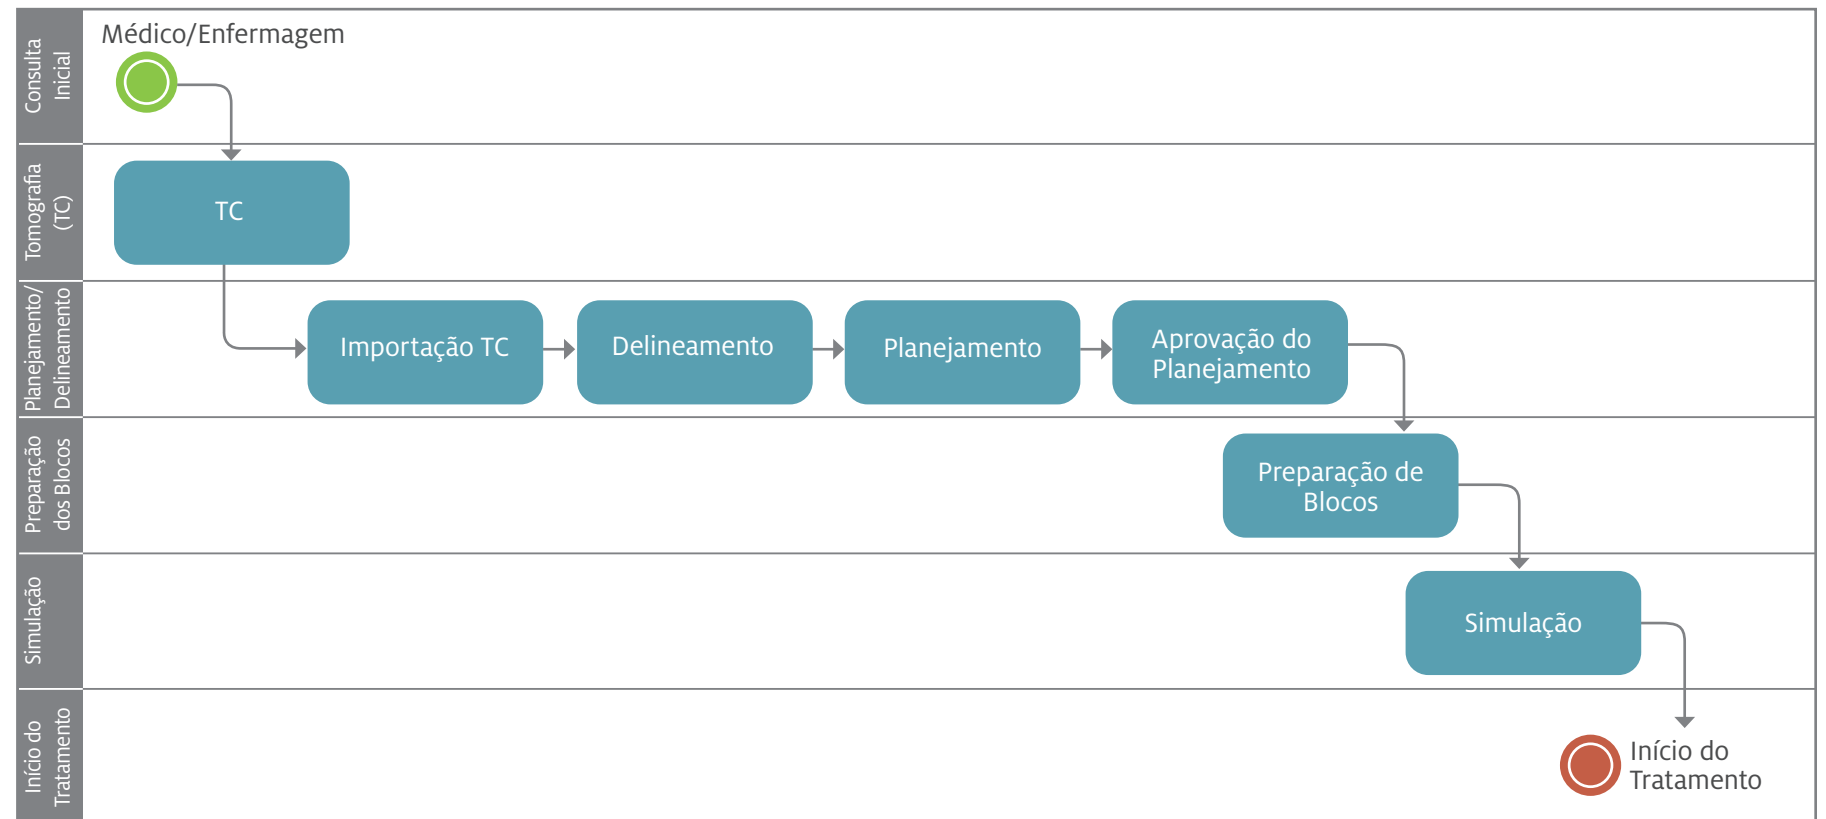 Consulta
Inicial
Médico/Enfermagem
Tomografia
(TC)
TC
Planejamento/
Delineamento
Importação TC
Delineamento
Planejamento
Aprovação do
Planejamento
Preparação
dos Blocos
Preparação de
Blocos
Simulação
Simulação
Início do
Tratamento
Início do
Tratamento